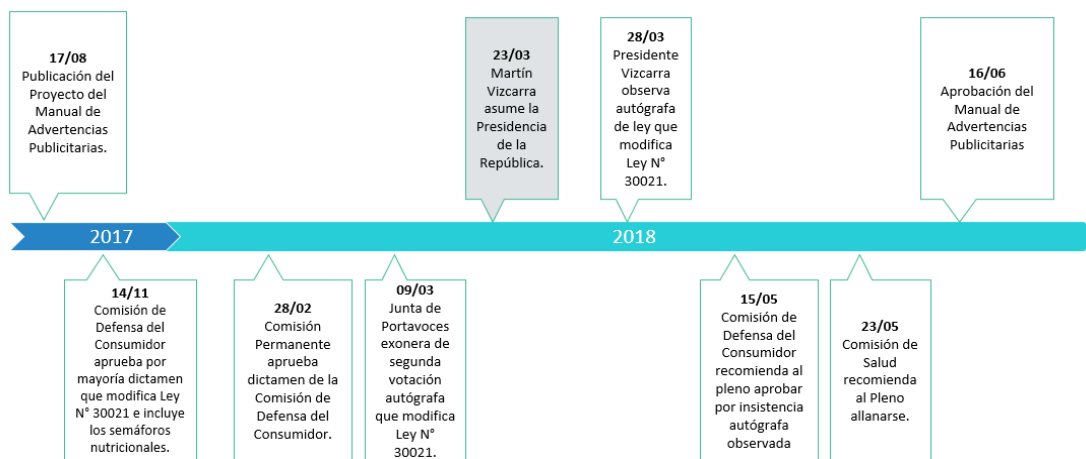 17/08
Publicación del
Proyecto del
Manual de
Advertencias
Publicitarias.
23/03
Martín
Vizcarra
asume la
Presidencia
de la
República.
28/03
Presidente
Vizcarra
observa
autógrafa
de ley que
modifica
Ley N°
30021.
16/06
Aprobación del
Manual de
Advertencias
Publicitarias
2017
2018
14/11
Comisión de
Defensa del
Consumidor
aprueba por
mayoría dictamen
que modifica Ley
N° 30021 e incluye
los semáforos
nutricionales.
28/02
Comisión
Permanente
aprueba
dictamen de la
Comisión de
Defensa del
Consumidor.
09/03
Junta de
Portavoces
exonera de
segunda
votación
autógrafa
que modifica
Ley N°
30021.
15/05
Comisión de
Defensa del
Consumidor
recomienda al
pleno aprobar
por insistencia
autógrafa
observada
23/05
Comisión de
Salud
recomienda
al Pleno
allanarse.